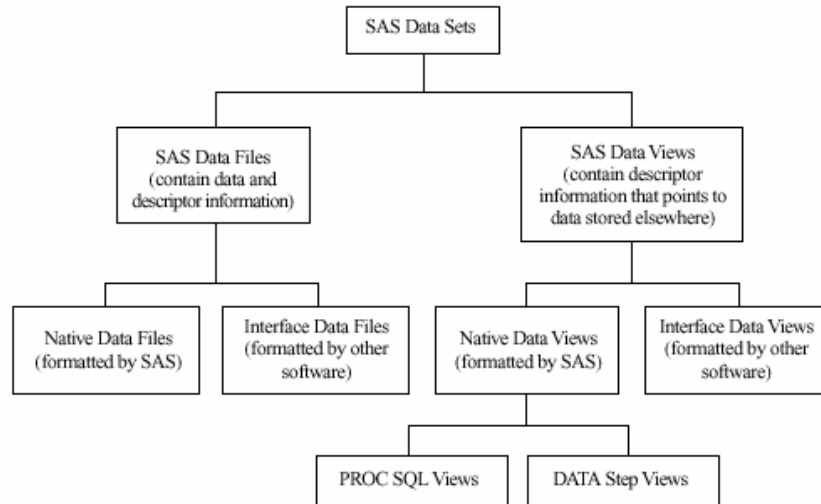 SAS Data Sets
SAS Data Files
(contain data and
descriptor information)
SAS Data Views
(contain descriptor
information that points to
data stored elsewhere)
Native Data Files
(formatted by SAS)
Interface Data Files
(formatted by other
software)
Native Data Views
(formatted by SAS)
Interface Data Views
(formatted by other
software)
PROC SQL Views
DATA Step Views